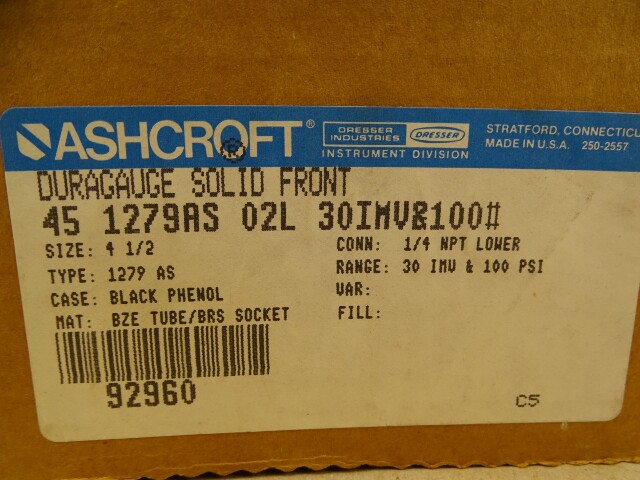 ASHCROFT®
DRESSER INDUSTRIES DRESSER
INSTRUMENT DIVISION
STRATFORD, CONNECTICU
MADE IN U.S.A. 250-2557
DURAGAUGE SOLID FRONT
45 1279AS 02L 30IMV&100#
SIZE: 4 1/2
TYPE: 1279 AS
CASE: BLACK PHENOL
MAT: BZE TUBE/BRS SOCKET
CONN: 1/4 NPT LOWER
RANGE: 30 IMV & 100 PSI
VAR:
FILL:
92960
C5